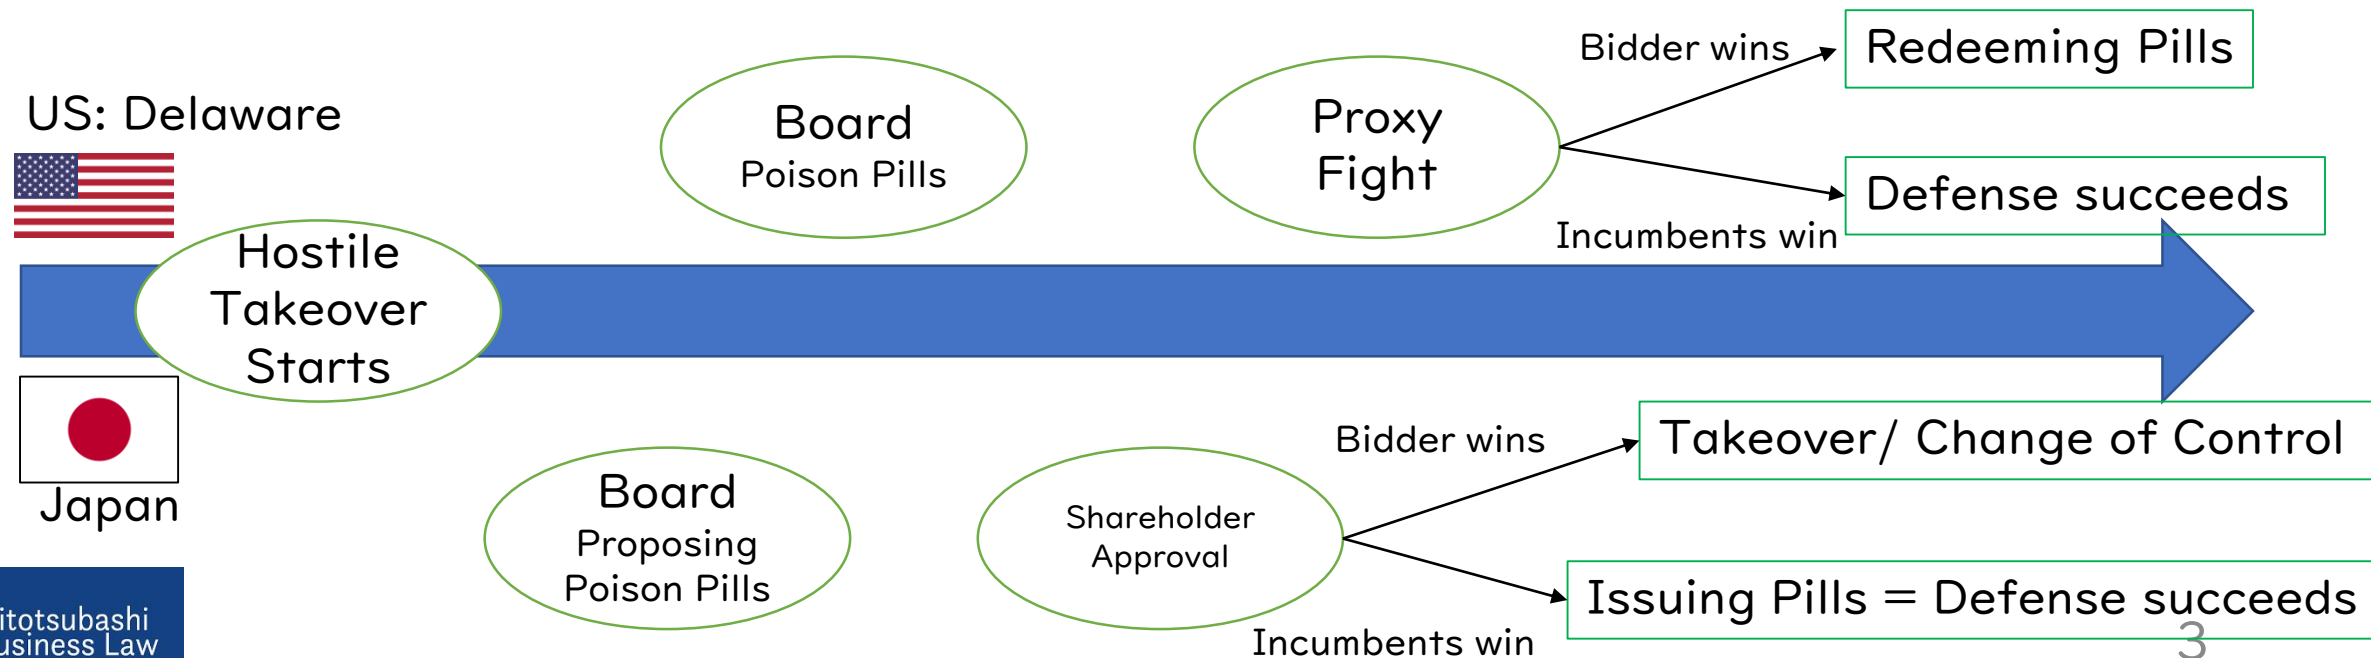 US: Delaware
Hostile
Takeover
Starts
Board
Poison Pills
Proxy
Fight
Bidder wins
Redeeming Pills
Defense succeeds
Incumbents win
Japan
Board
Proposing
Poison Pills
Shareholder
Approval
Bidder wins
Takeover/ Change of Control
Issuing Pills = Defense succeeds
Incumbents win
itotsubashi
usiness Law
3